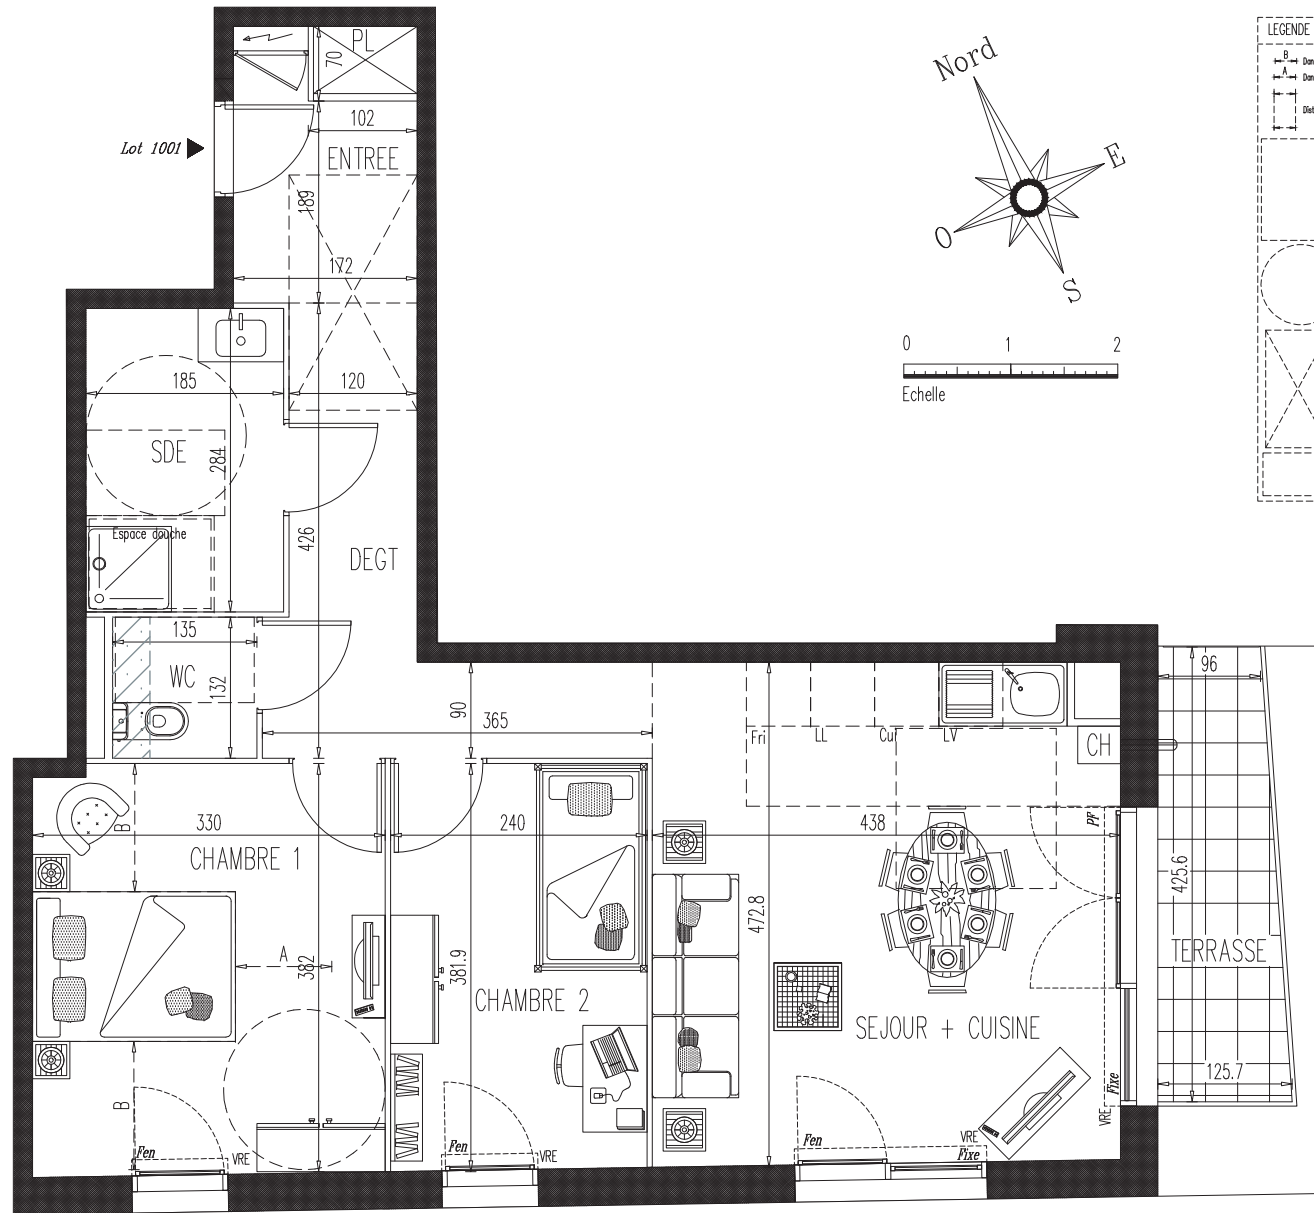 PL
70
102
Lot 1001
ENTREE
189
172
185
120
SDE
284
426
Espace douche
DEGT
135
WC
132
90
365
Nord
E
O
S
0 1 2
Echelle
LEGENDE
B
A
Fri
LL
Cui
LV
CH
96
330
240
438
PF
B
CHAMBRE 1
425.6
472.8
A
382
381.9
CHAMBRE 2
TERRASSE
SEJOUR + CUISINE
125.7
B
Fixe
VRE
Fen
VRE
Fen
VRE
Fen
VRE
Fixe